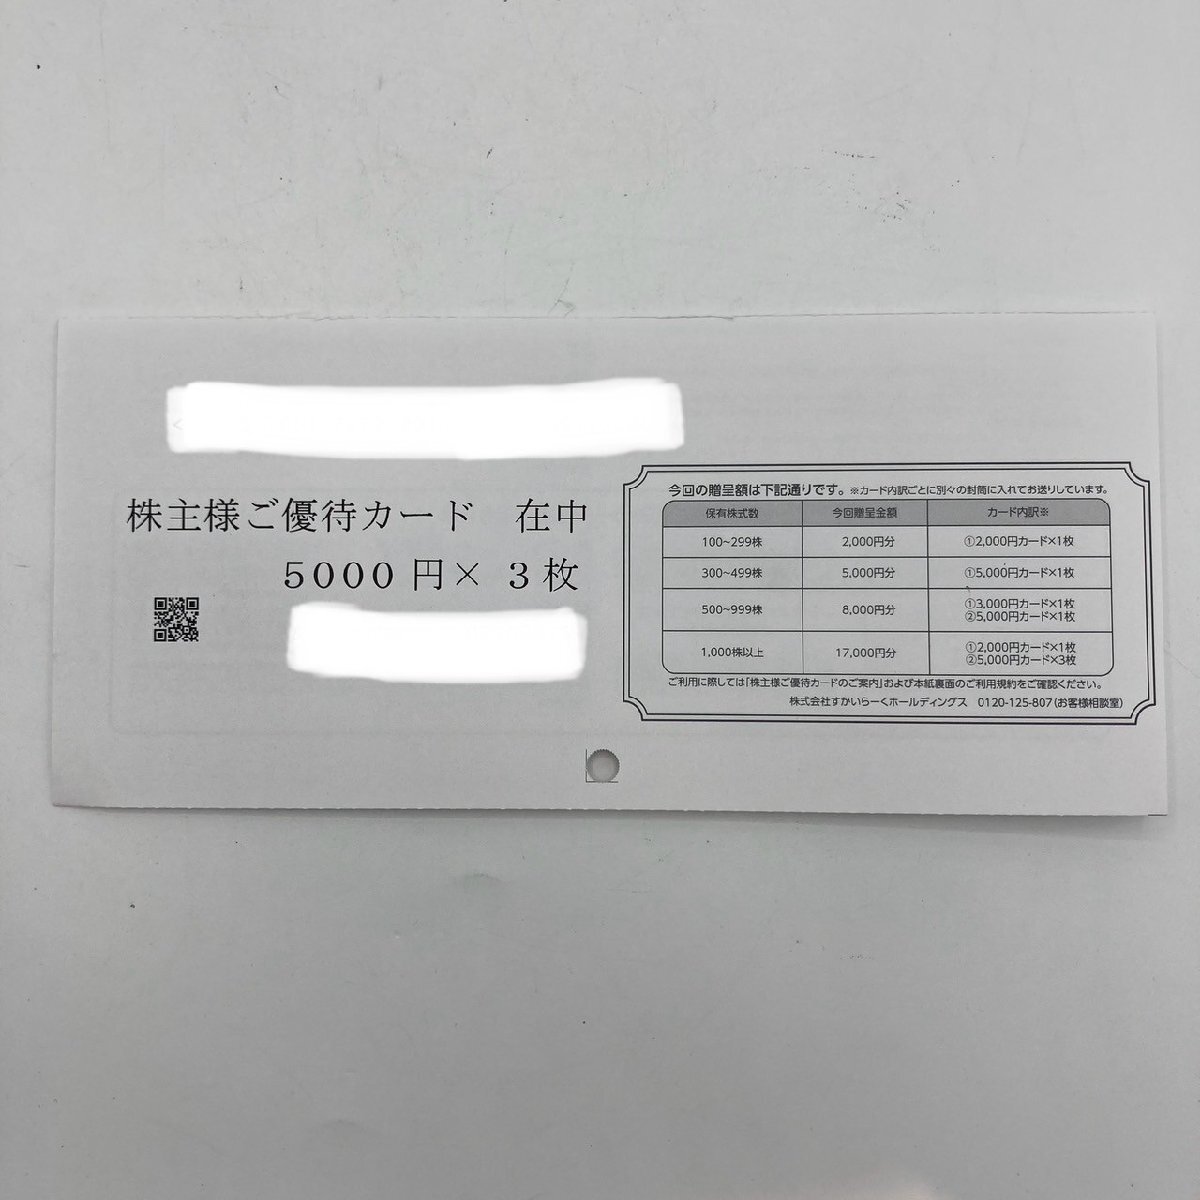 株主様ご優待カード　在中
5000円×　3枚
今回の贈呈額は下記通りです。※カード内訳ごとに別々の封筒に入れてお送りしています。
保有株式数 今回贈呈金額 カード内訳※
100~299株 2,000円分 ①2,000円カード×1枚
300~499株 5,000円分 ①5,000円カード×1枚
500~999株 8,000円分 ①3,000円カード×1枚
②5,000円カード×1枚
1,000株以上 17,000円分 ①2,000円カード×1枚
②5,000円カード×3枚
ご利用に際しては「株主様ご優待カードのご案内」および本紙裏面のご利用規約をご確認ください。
株式会社すかいらーくホールディングス　0120-125-807(お客様相談室)